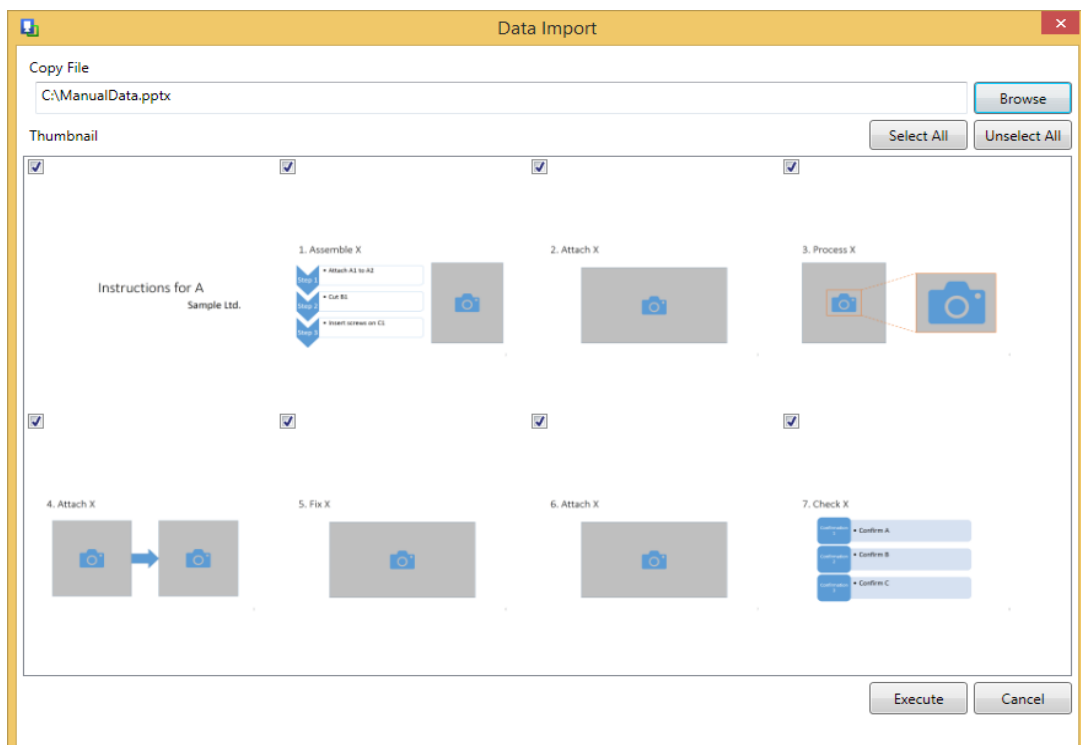 Data Import
Copy File
C:\ManualData.pptx
Browse
Thumbnail
Select All
Unselect All
Instructions for A
Sample Ltd.
1. Assemble X
Step 1
• Attach A1 to A2
Step 2
• Cut B1
Step 3
• Insert screws on C1
2. Attach X
3. Process X
4. Attach X
5. Fix X
6. Attach X
7. Check X
• Confirm A
• Confirm B
• Confirm C
Execute
Cancel